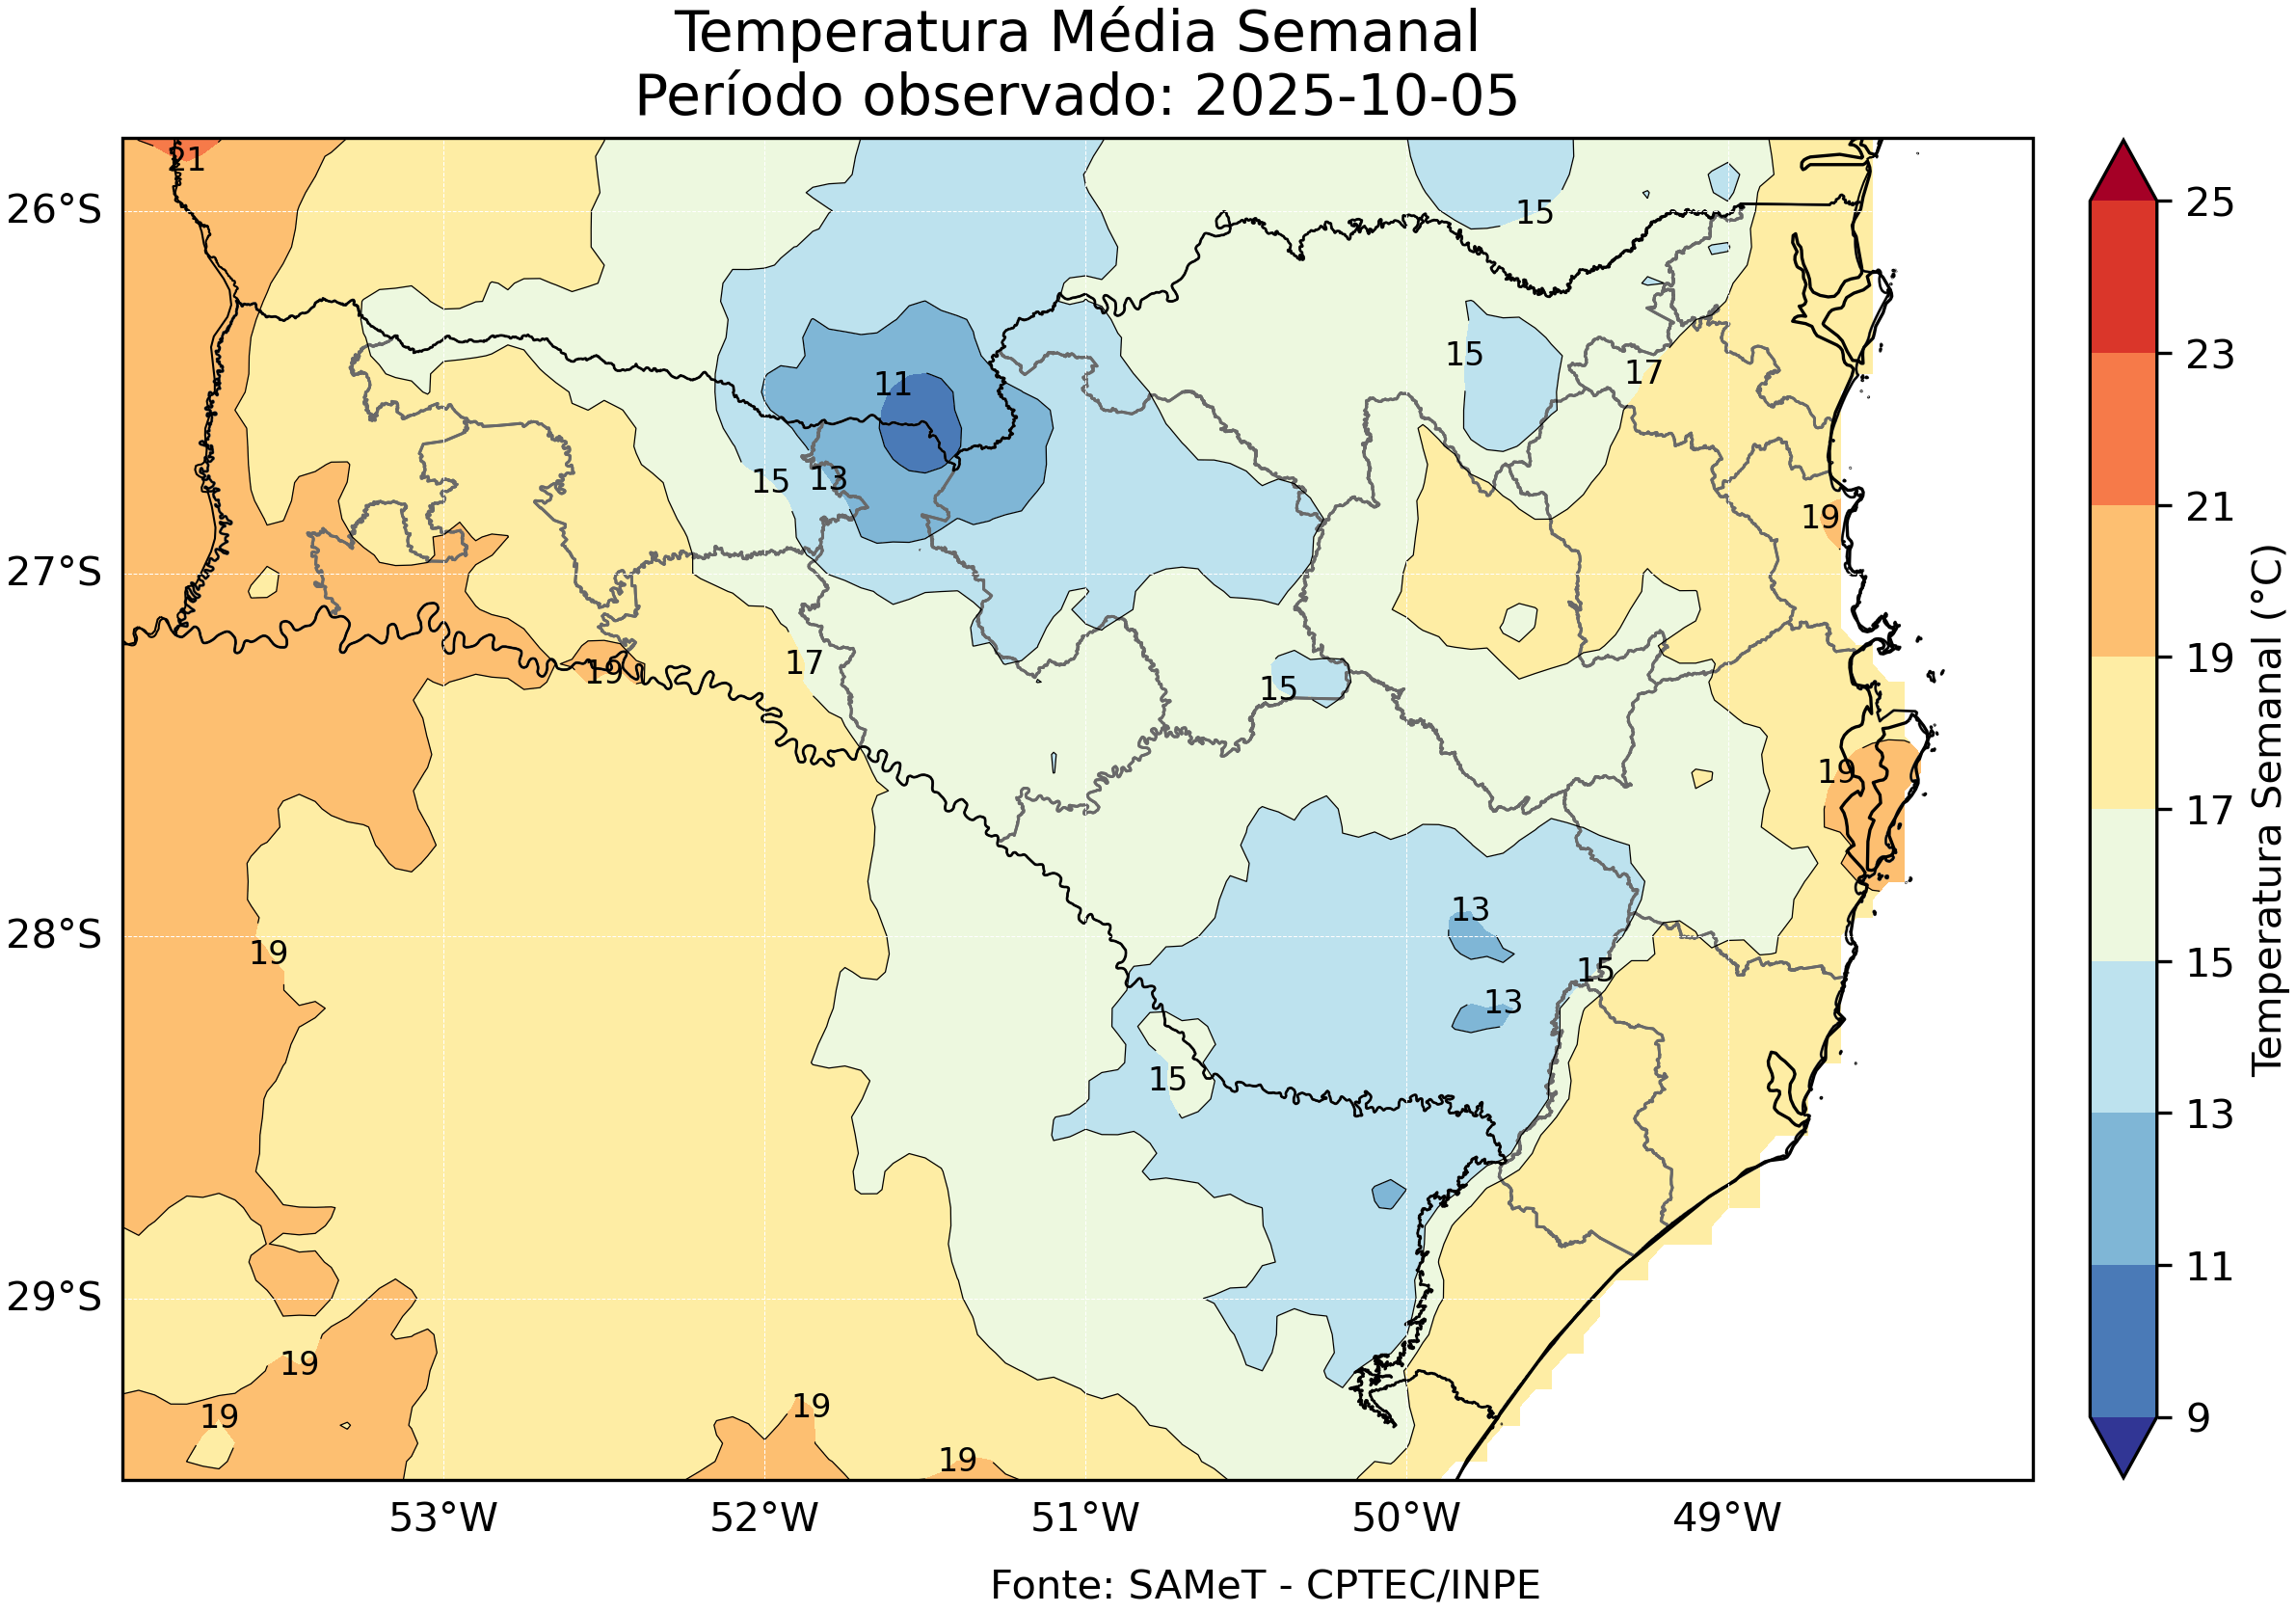 Temperatura Média Semanal
Período observado: 2025-10-05
21
26°S
15
15
17
11
15
13
19
27°S
17
19
15
19
13
28°S
19
15
13
15
29°S
19
19
19
19
53°W
52°W
51°W
50°W
49°W
25
23
21
19
17
15
13
11
9
Temperatura Semanal (°C)
Fonte: SAMeT - CPTEC/INPE